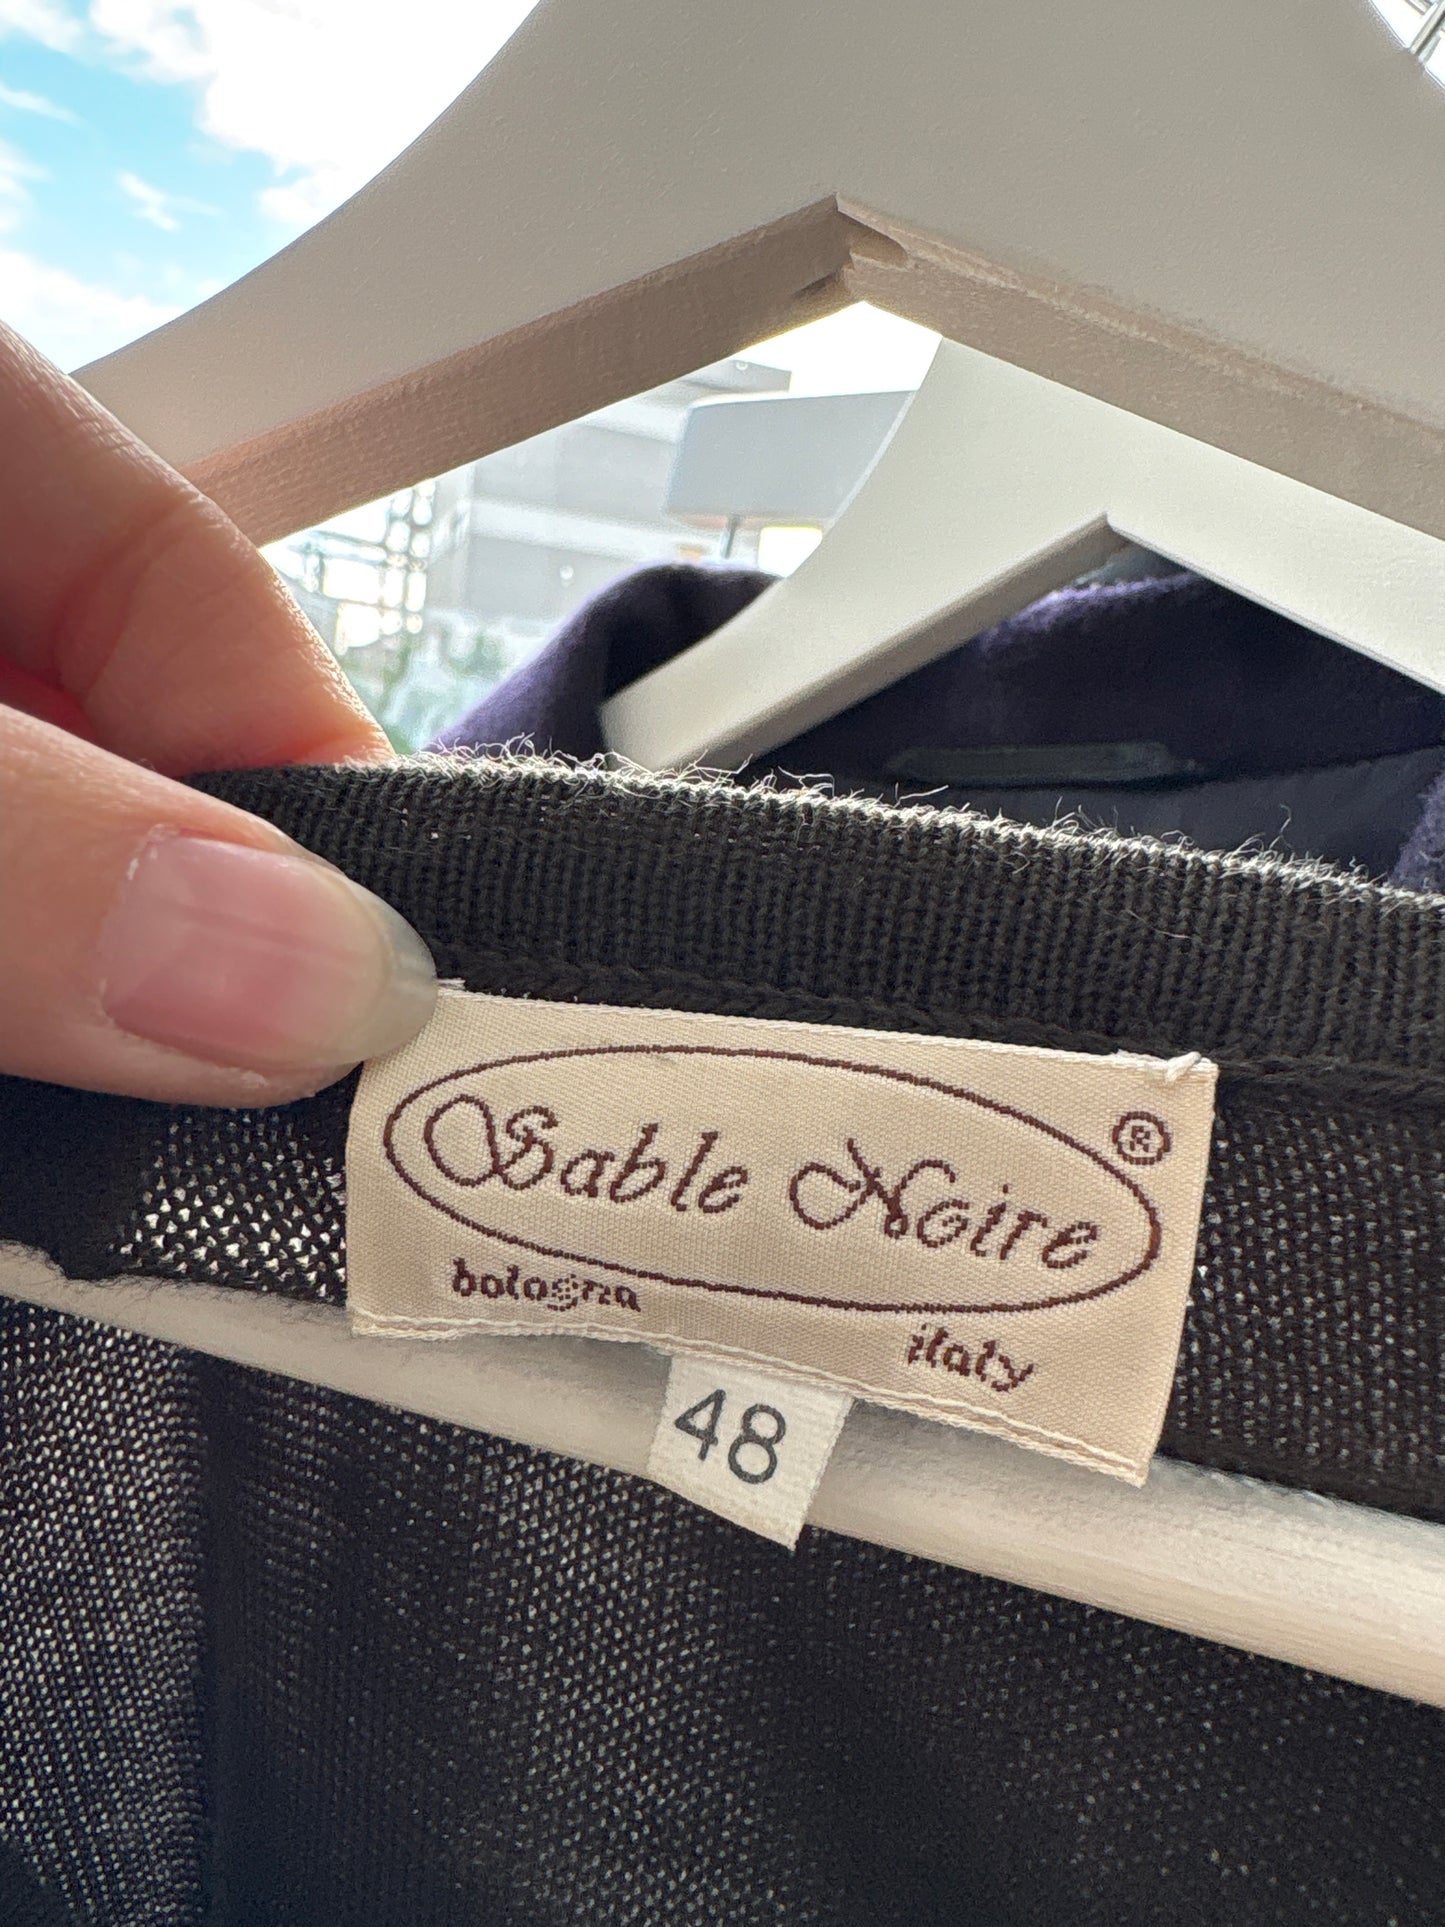 Sable Noire ®
bologna
italy
48